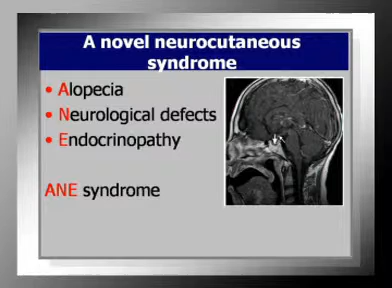 A novel neurocutaneous
syndrome
• Alopecia
• Neurological defects
• Endocrinopathy
ANE syndrome